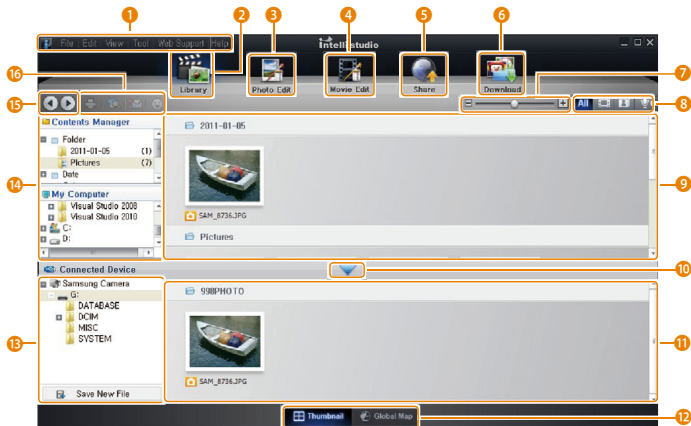 1 2 3 4 5 6
File Edit View Tool Web Support Help
Intelli-studio
Library Photo Edit Movie Edit Share Download
16 7
15 All 8
Contents Manager
Folder
2011-01-05 (1)
Pictures (7)
Date
2011-01-05
SAM_8736.JPG
Pictures
14 9
My Computer
Visual Studio 2008
Visual Studio 2010
C:
D:
Connected Device 10
Samsung Camera
G:
DATABASE
DCIM
MISC
SYSTEM
998PHOTO
SAM_8736.JPG
13 11
Save New File
Thumbnail Global Map 12